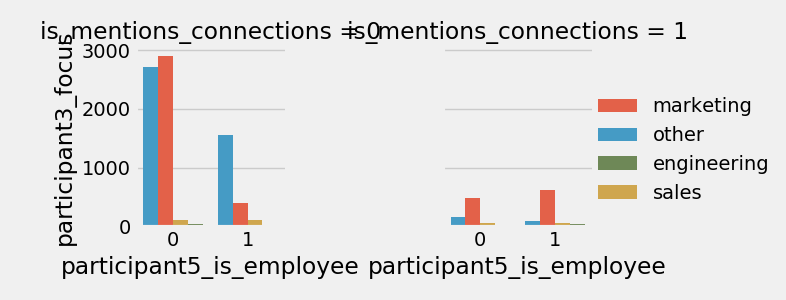 is_mentions_connections = 0
is_mentions_connections = 1
participant3_focus
3000
2000
1000
0
0
1
0
1
participant5_is_employee
participant5_is_employee
marketing
other
engineering
sales